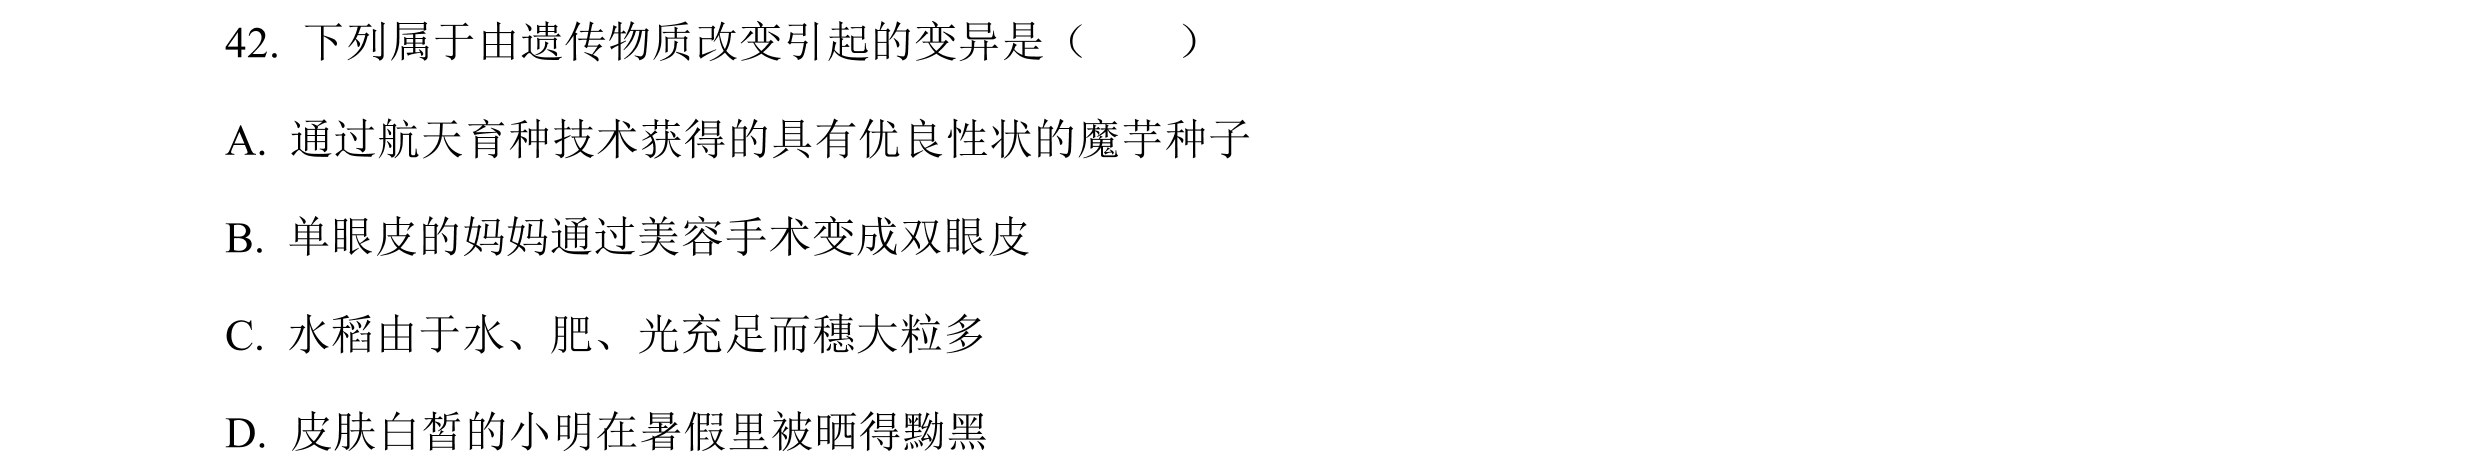 42. 下列属于由遗传物质改变引起的变异是（　　）
A. 通过航天育种技术获得的具有优良性状的魔芋种子
B. 单眼皮的妈妈通过美容手术变成双眼皮
C. 水稻由于水、肥、光充足而穗大粒多
D. 皮肤白皙的小明在暑假里被晒得黝黑